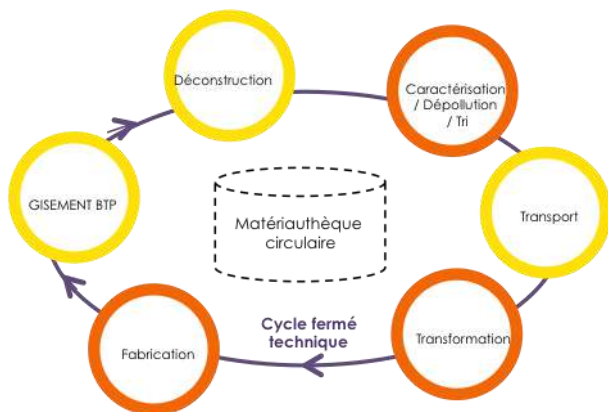 Déconstruction
Caractérisation
/ Dépollution
/ Tri
GISEMENT BTP
Matériauthèque
circulaire
Transport
Cycle fermé
technique
Fabrication
Transformation